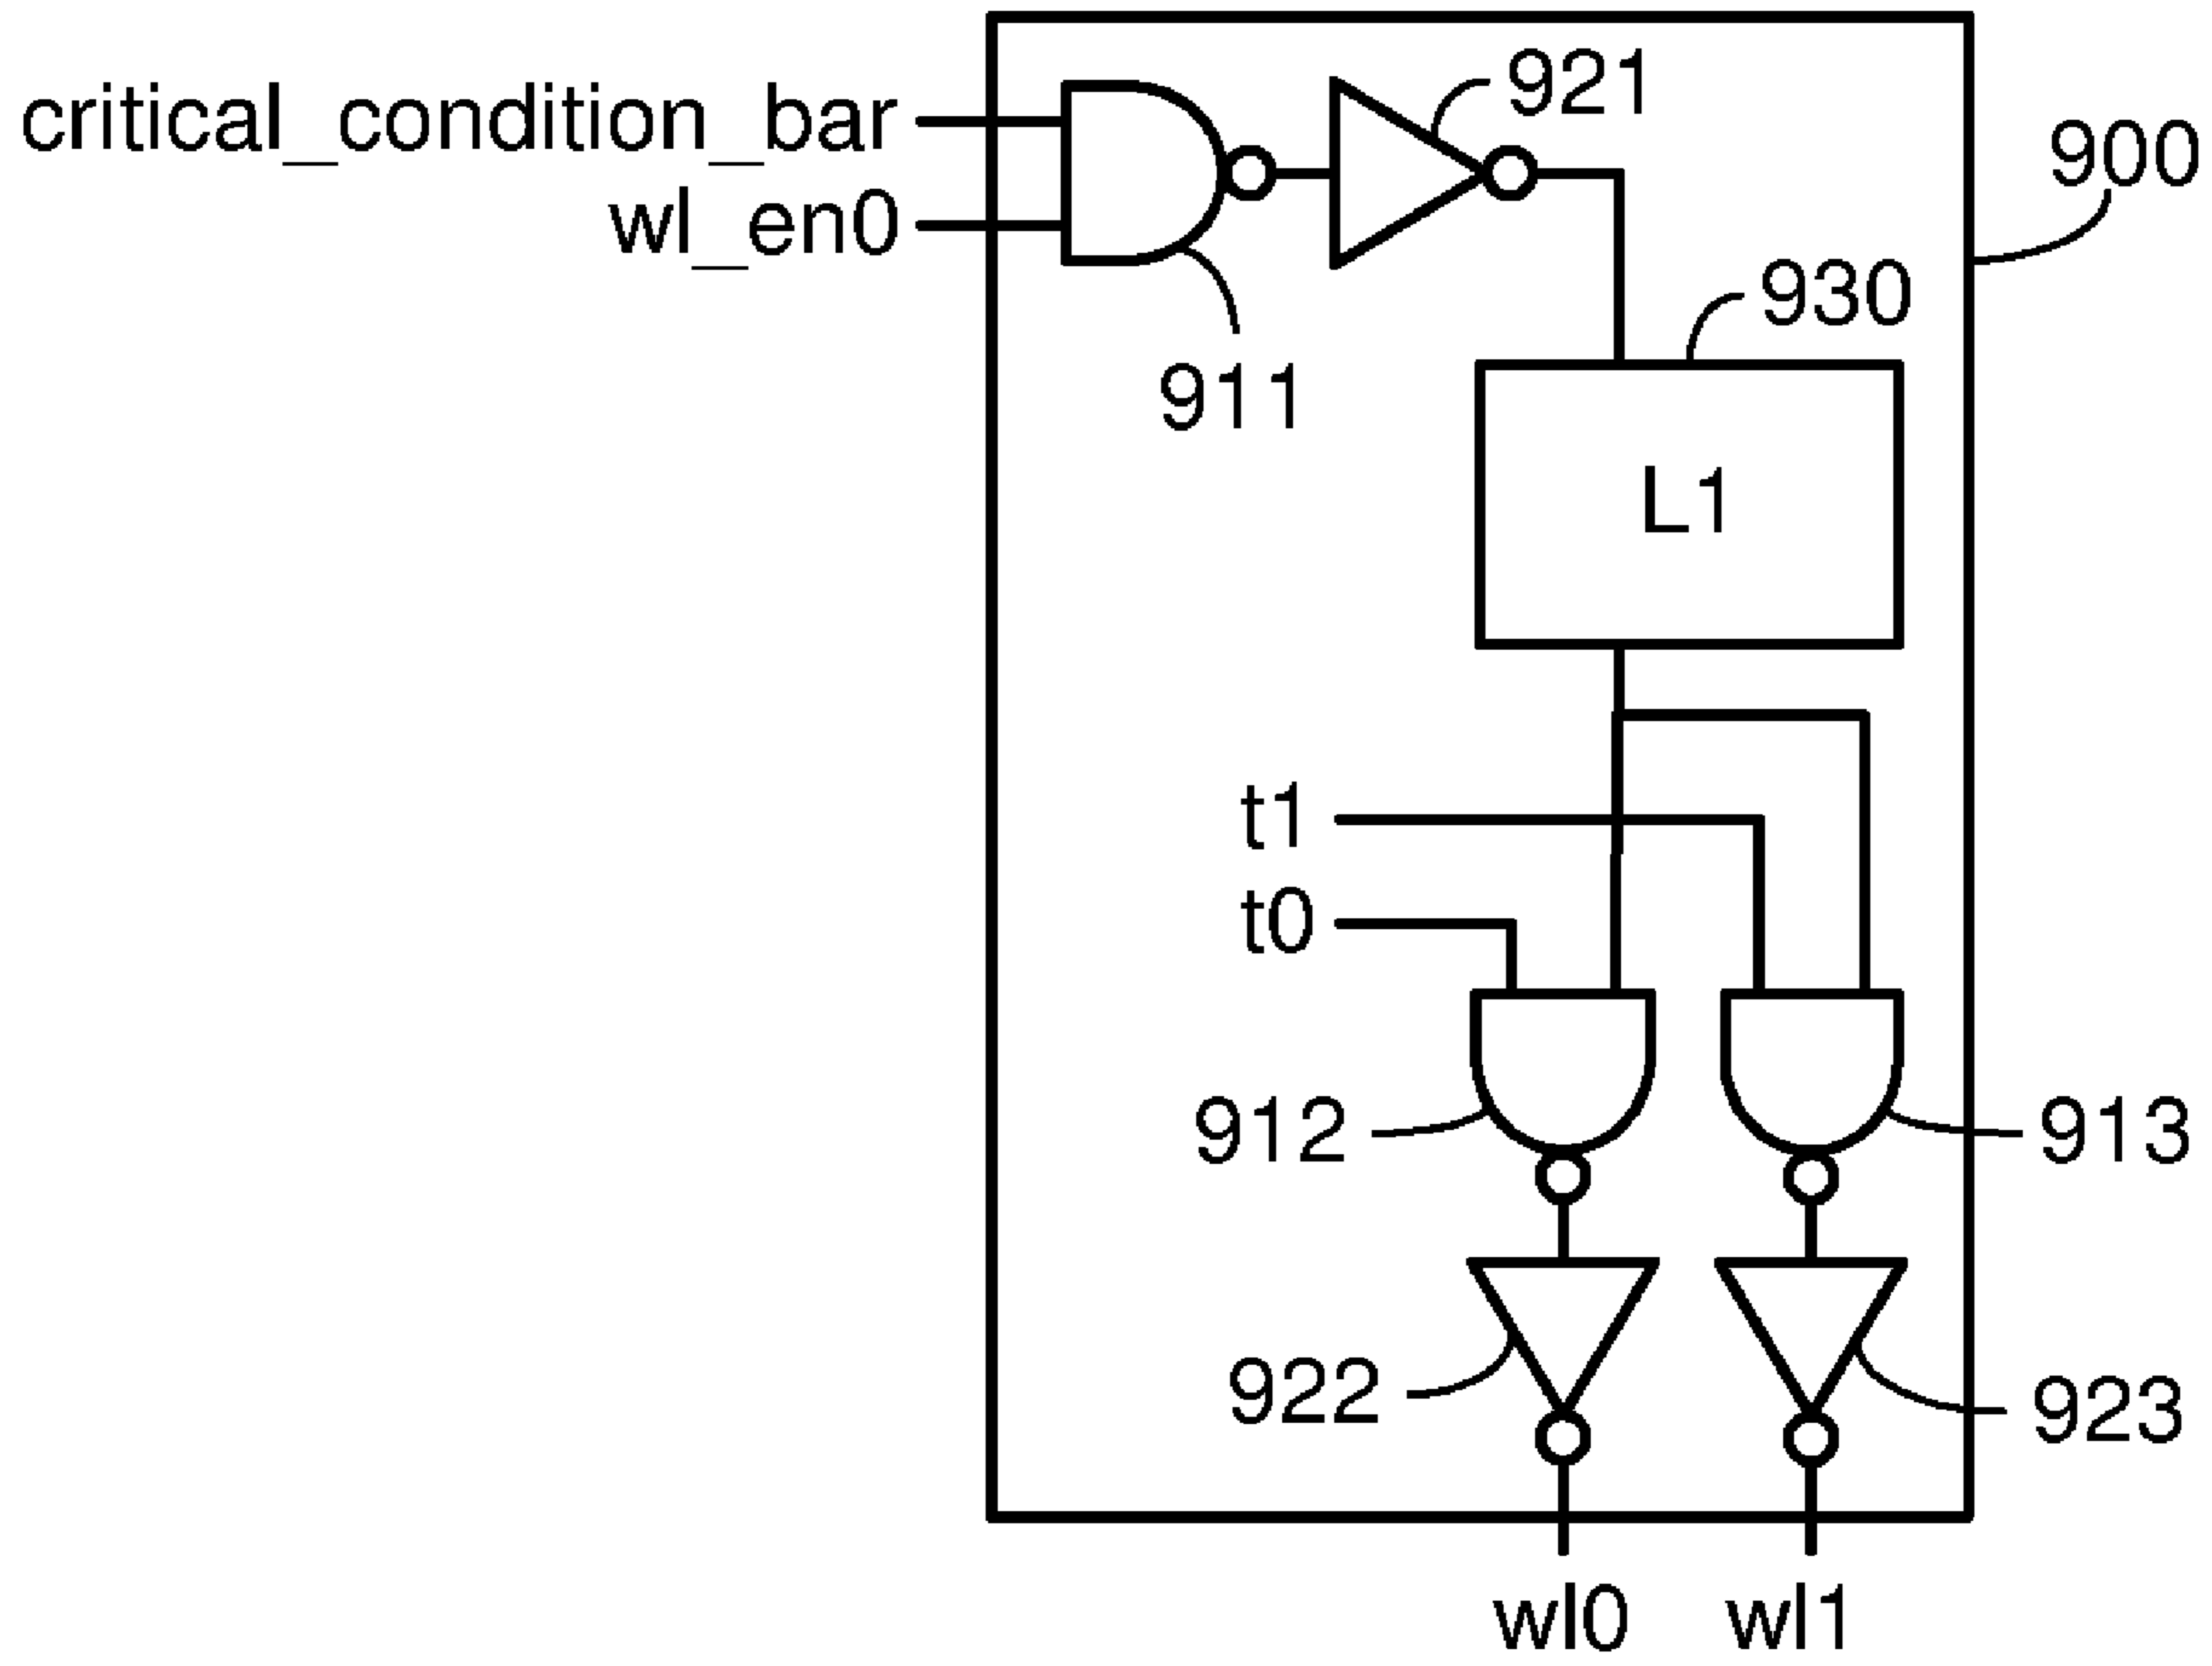 critical_condition_bar
wl_en0
921
900
930
911
L1
t1
t0
912
913
922
923
wl0
wl1